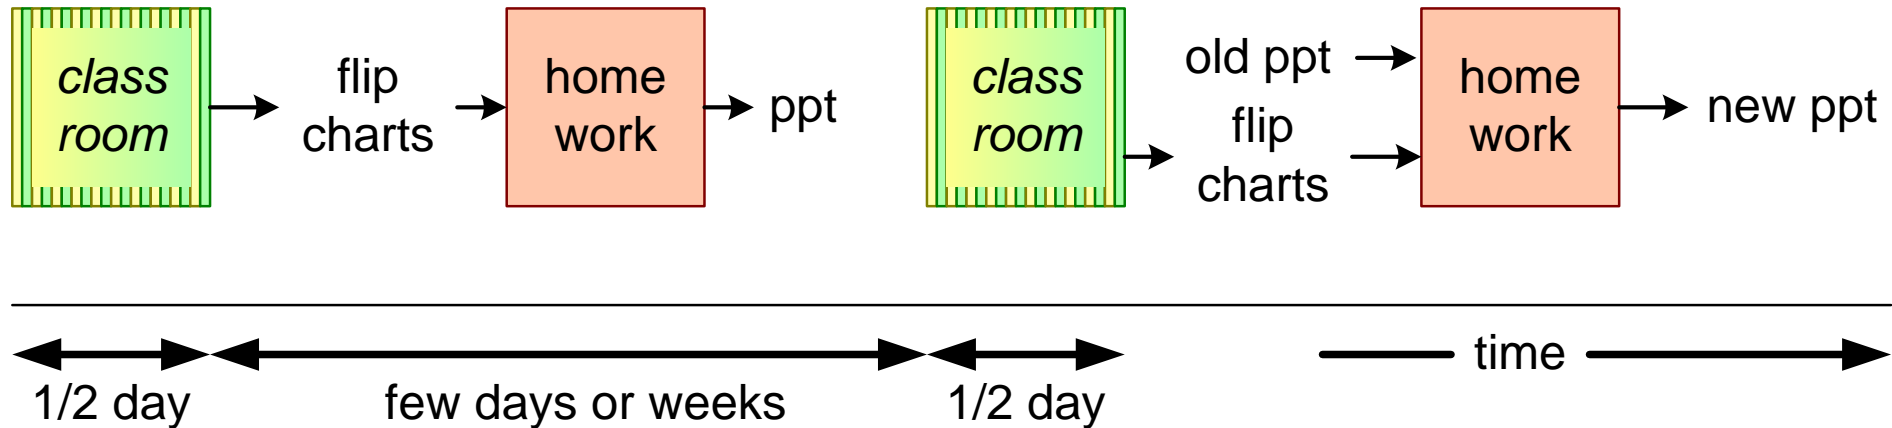 class
room
flip
charts
home
work
ppt
class
room
old ppt
flip
charts
home
work
new ppt
time
1/2 day
few days or weeks
1/2 day